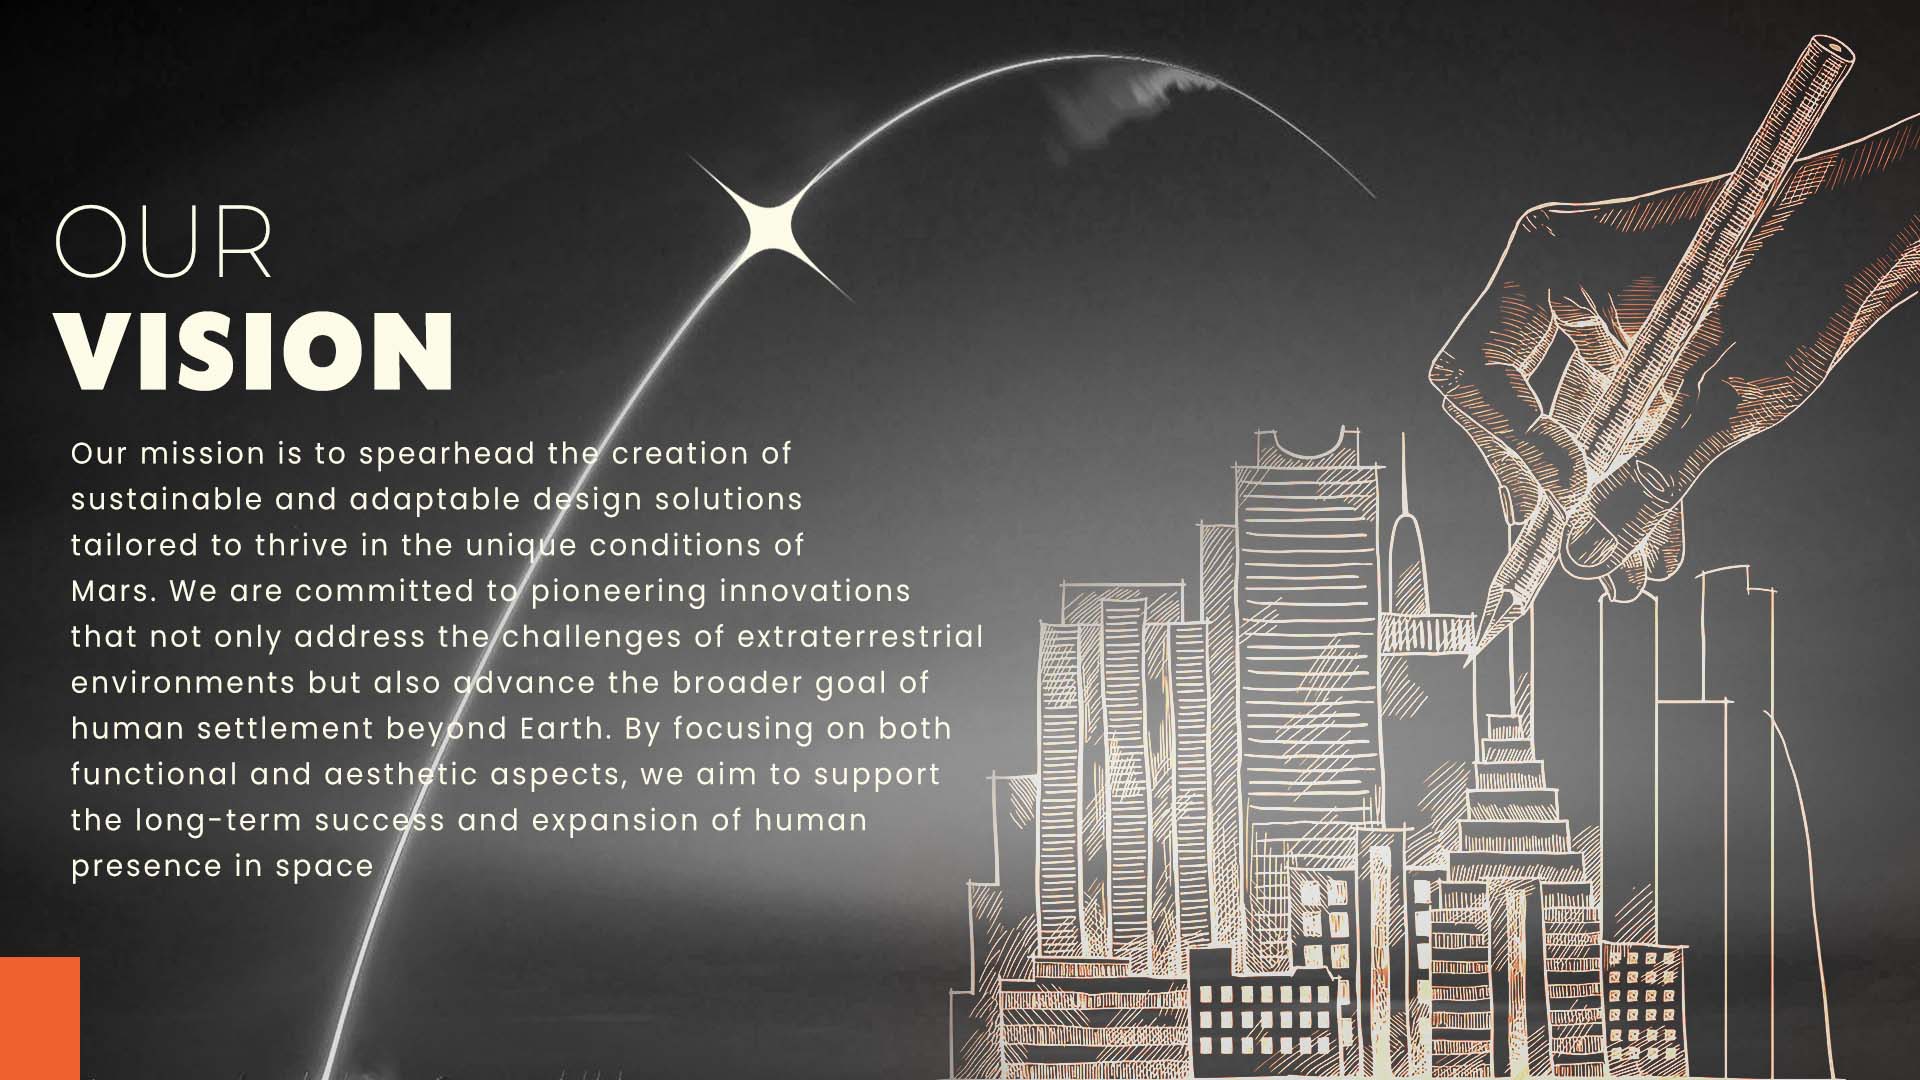 OUR
VISION
Our mission is to spearhead the creation of
sustainable and adaptable design solutions
tailored to thrive in the unique conditions of
Mars. We are committed to pioneering innovations
that not only address the challenges of extraterrestrial
environments but also advance the broader goal of
human settlement beyond Earth. By focusing on both
functional and aesthetic aspects, we aim to support
the long-term success and expansion of human
presence in space